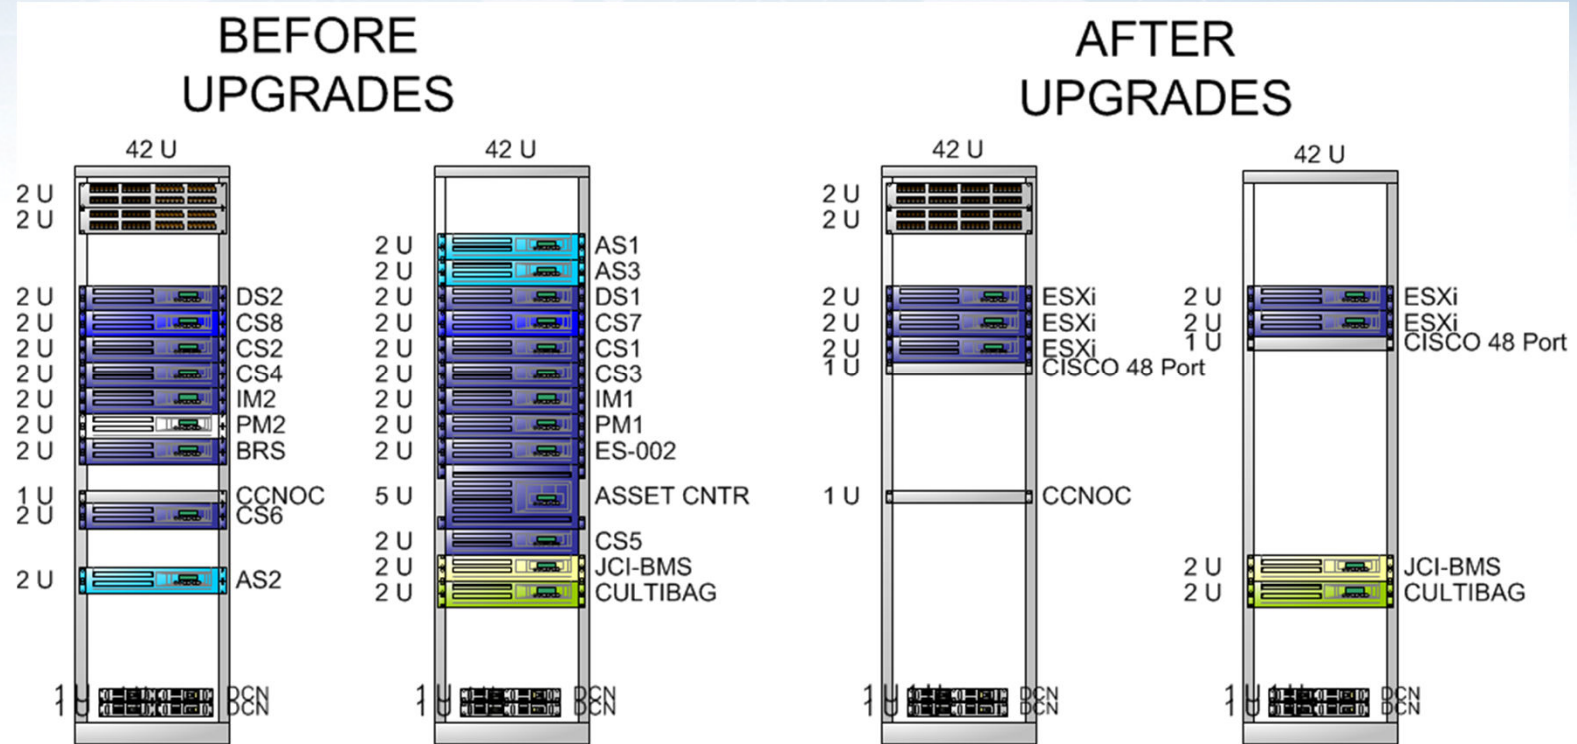 BEFORE
UPGRADES
42 U
2 U
2 U
2 U DS2
2 U CS8
2 U CS2
2 U CS4
2 U IM2
2 U PM2
2 U BRS
1 U CCNOC
2 U CS6
2 U AS2
1 U DCN
1 U DCN
42 U
2 U AS1
2 U AS3
2 U DS1
2 U CS7
2 U CS1
2 U CS3
2 U IM1
2 U PM1
2 U ES-002
5 U ASSET CNTR
2 U CS5
2 U JCI-BMS
2 U CULTIBAG
1 U DCN
1 U DCN
AFTER
UPGRADES
42 U
2 U
2 U
2 U ESXi
2 U ESXi
2 U ESXi
1 U CISCO 48 Port
1 U CCNOC
1 U 1 U DCN
1 U DCN
42 U
2 U ESXi
2 U ESXi
1 U CISCO 48 Port
2 U JCI-BMS
2 U CULTIBAG
1 U 1 U DCN
1 U DCN